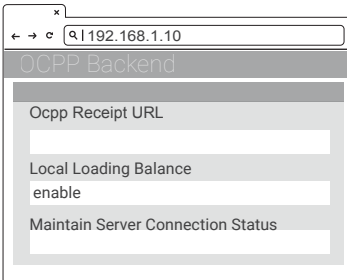 192.168.1.10
OCPP Backend
Ocpp Receipt URL
Local Loading Balance
enable
Maintain Server Connection Status